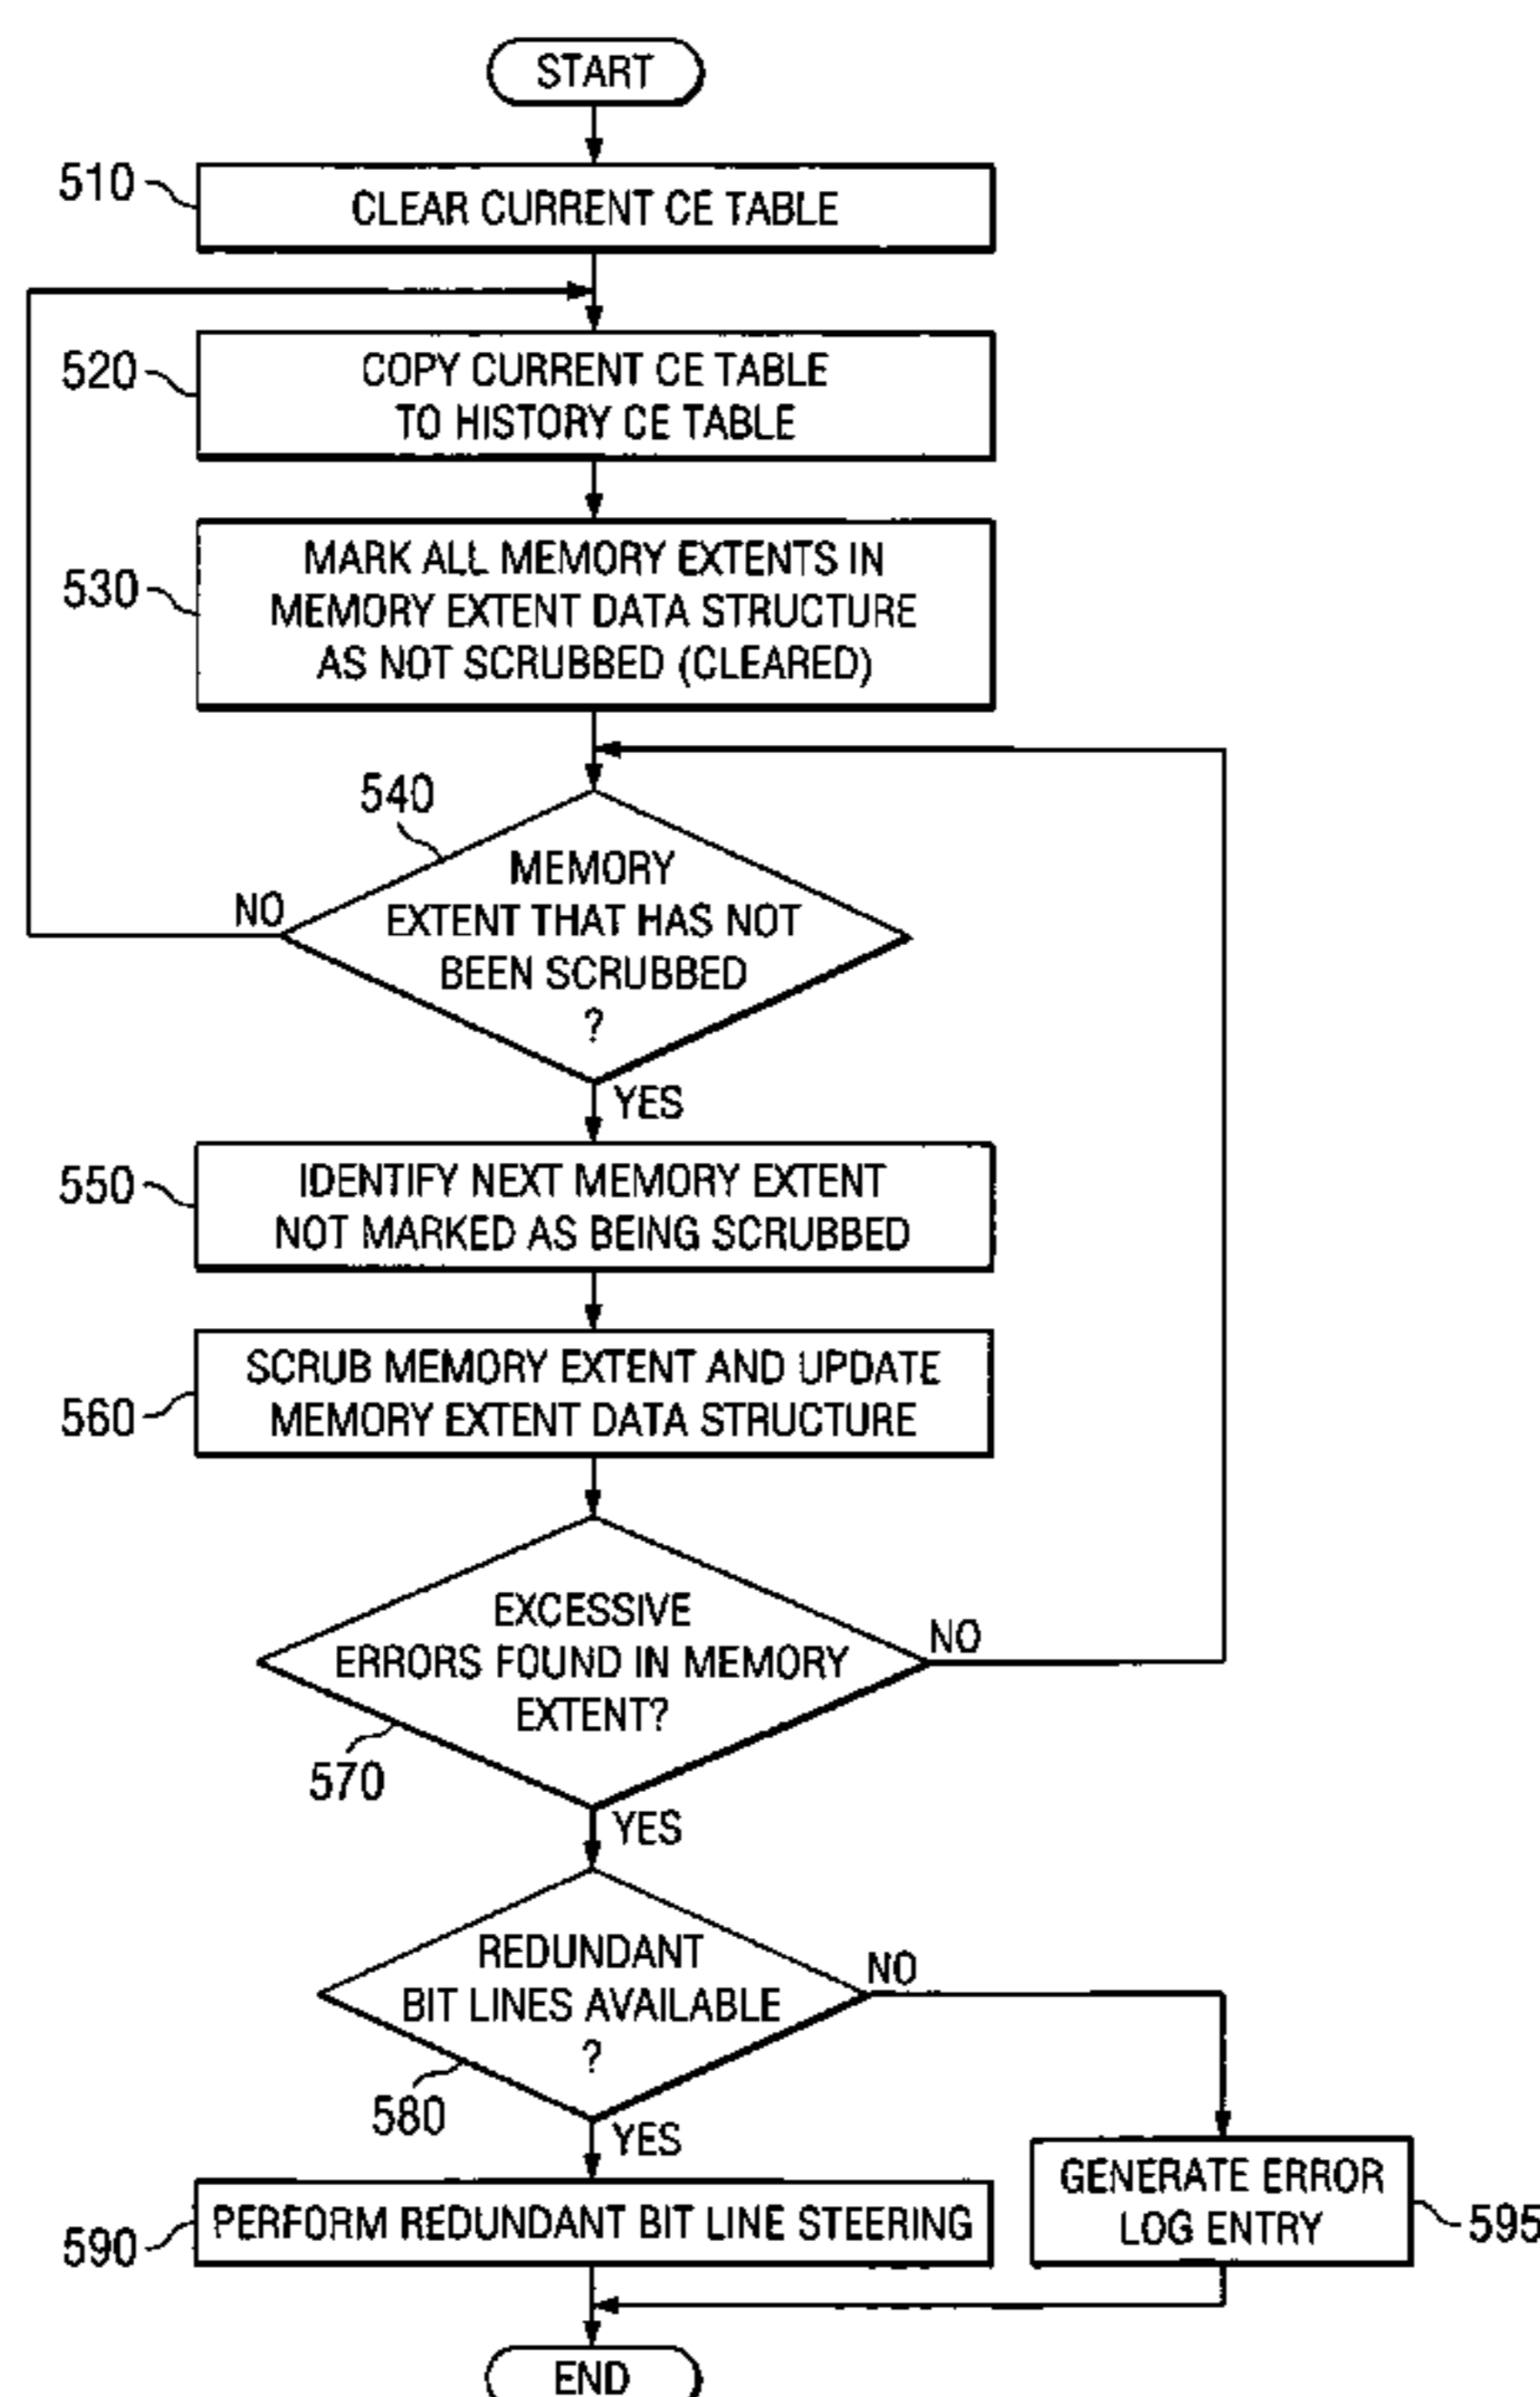 START
510
CLEAR CURRENT CE TABLE
520
COPY CURRENT CE TABLE
TO HISTORY CE TABLE
530
MARK ALL MEMORY EXTENTS IN
MEMORY EXTENT DATA STRUCTURE
AS NOT SCRUBBED (CLEARED)
540
MEMORY
EXTENT THAT HAS NOT
BEEN SCRUBBED
?
NO
YES
550
IDENTIFY NEXT MEMORY EXTENT
NOT MARKED AS BEING SCRUBBED
560
SCRUB MEMORY EXTENT AND UPDATE
MEMORY EXTENT DATA STRUCTURE
EXCESSIVE
ERRORS FOUND IN MEMORY
EXTENT?
NO
570
YES
REDUNDANT
BIT LINES AVAILABLE
?
NO
580
YES
590
PERFORM REDUNDANT BIT LINE STEERING
GENERATE ERROR
LOG ENTRY
595
END